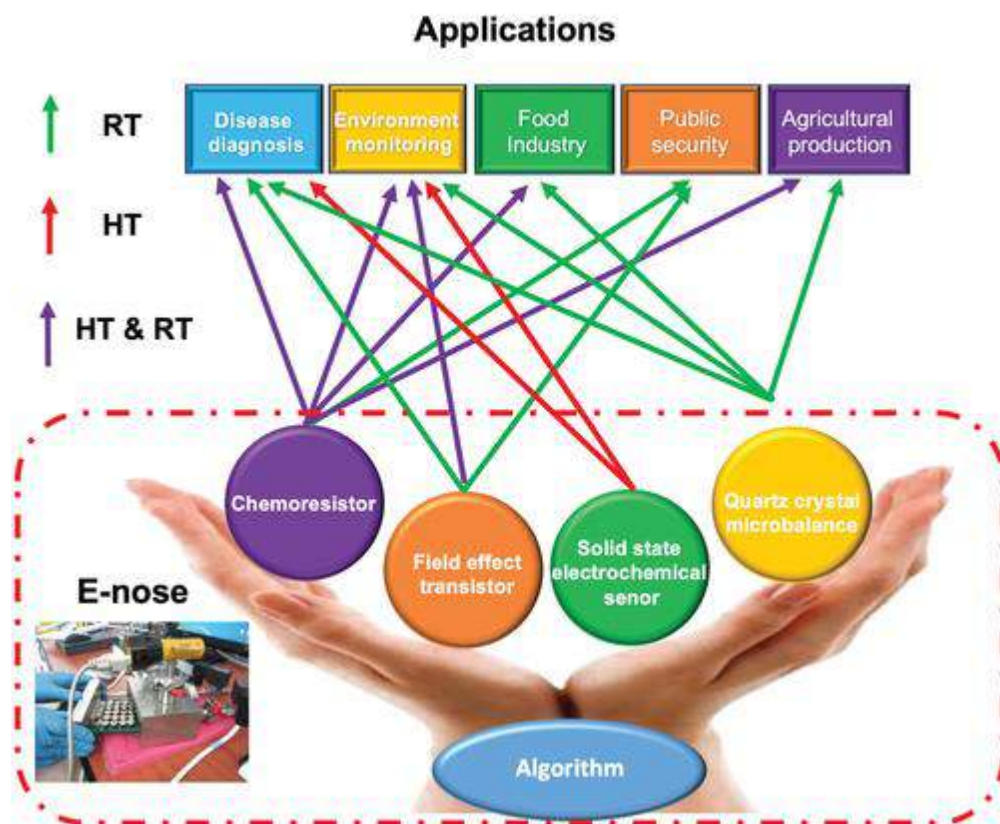 Applications
RT
HT
HT & RT
Disease
diagnosis
Environment
monitoring
Food
Industry
Public
security
Agricultural
production
Chemoresistor
Field effect
transistor
Solid state
electrochemical
senor
Quartz crystal
microbalance
E-nose
Algorithm